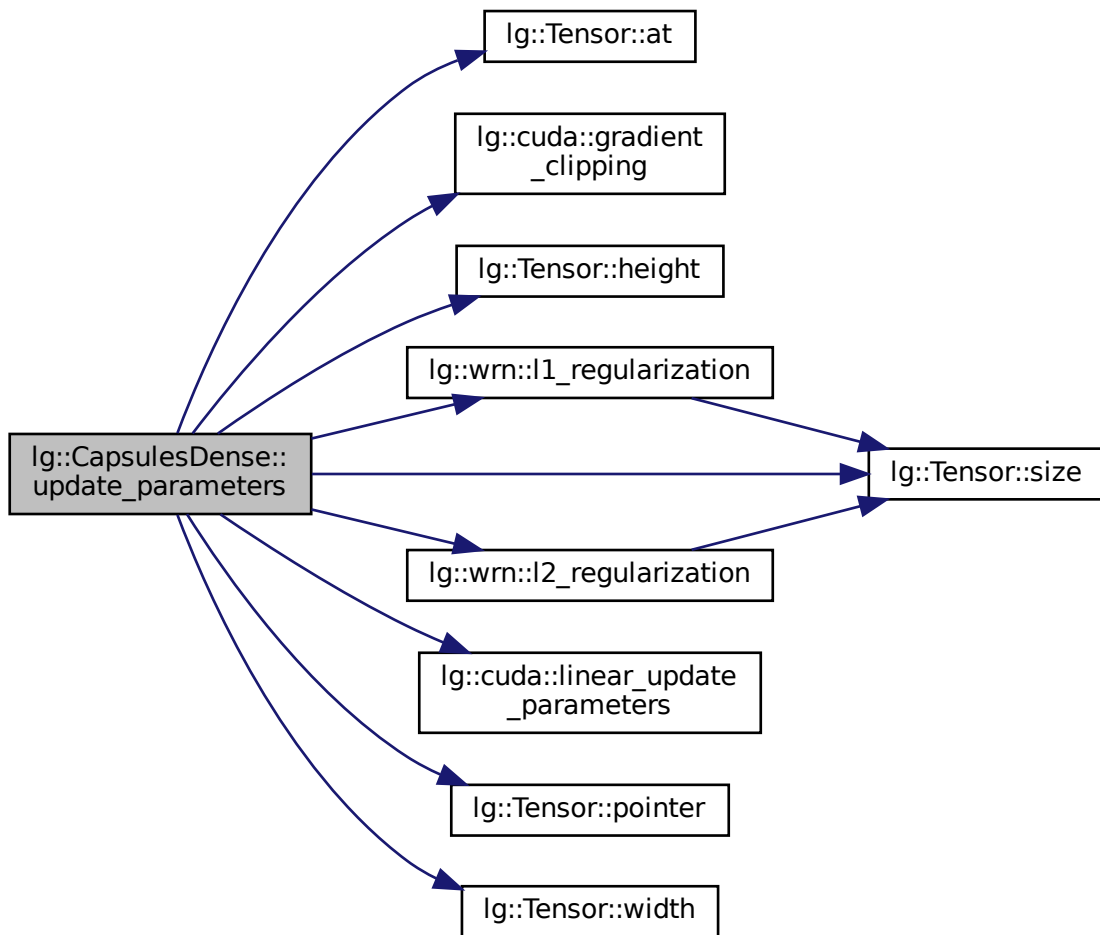 lg::Tensor::at
lg::cuda::gradient
_clipping
lg::Tensor::height
lg::wrn::l1_regularization
lg::CapsulesDense::
update_parameters
lg::Tensor::size
lg::wrn::l2_regularization
lg::cuda::linear_update
_parameters
lg::Tensor::pointer
lg::Tensor::width